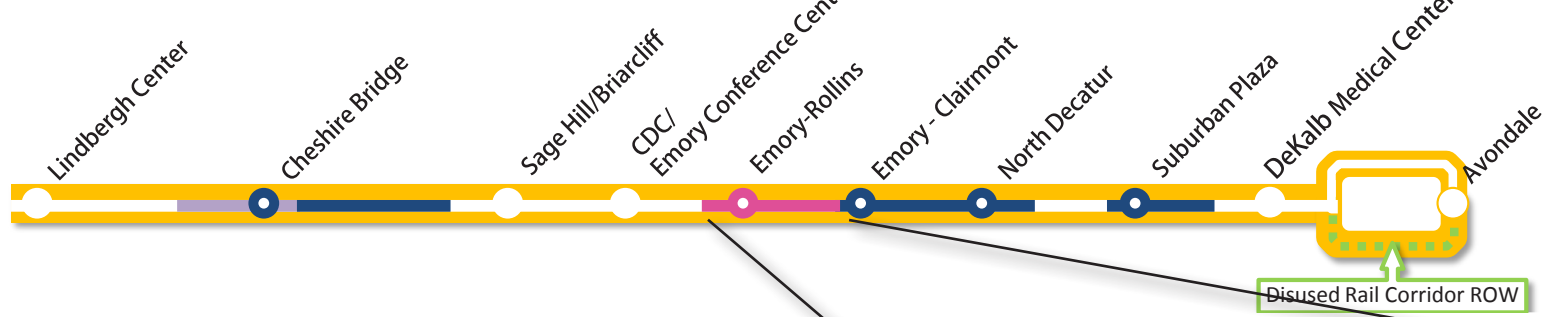 Lindbergh Center
Cheshire Bridge
Sage Hill/Briarcliff
CDC/
Emory Conference Cent
Emory-Rollins
Emory - Clairmont
North Decatur
Suburban Plaza
DeKalb Medical Center
Avondale
Disused Rail Corridor ROW